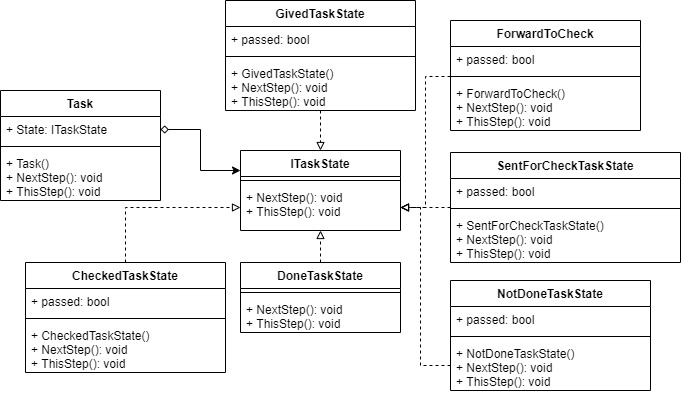 GivedTaskState
+ passed: bool
+ GivedTaskState()
+ NextStep(): void
+ ThisStep(): void
ForwardToCheck
+ passed: bool
+ ForwardToCheck()
+ NextStep(): void
+ ThisStep(): void
Task
+ State: ITaskState
+ Task()
+ NextStep(): void
+ ThisStep(): void
ITaskState
+ NextStep(): void
+ ThisStep(): void
SentForCheckTaskState
+ passed: bool
+ SentForCheckTaskState()
+ NextStep(): void
+ ThisStep(): void
CheckedTaskState
+ passed: bool
+ CheckedTaskState()
+ NextStep(): void
+ ThisStep(): void
DoneTaskState
+ NextStep(): void
+ ThisStep(): void
NotDoneTaskState
+ passed: bool
+ NotDoneTaskState()
+ NextStep(): void
+ ThisStep(): void